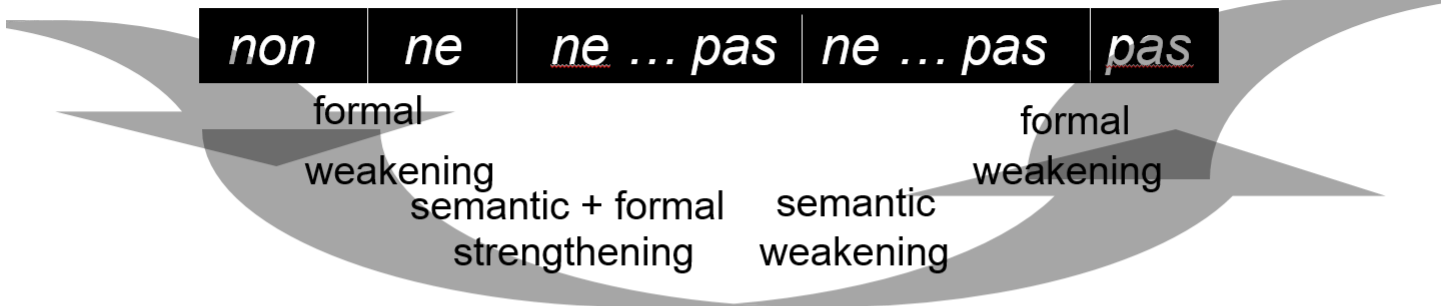 non ne ne … pas ne … pas pas
formal
weakening
semantic + formal
strengthening
semantic
weakening
formal
weakening